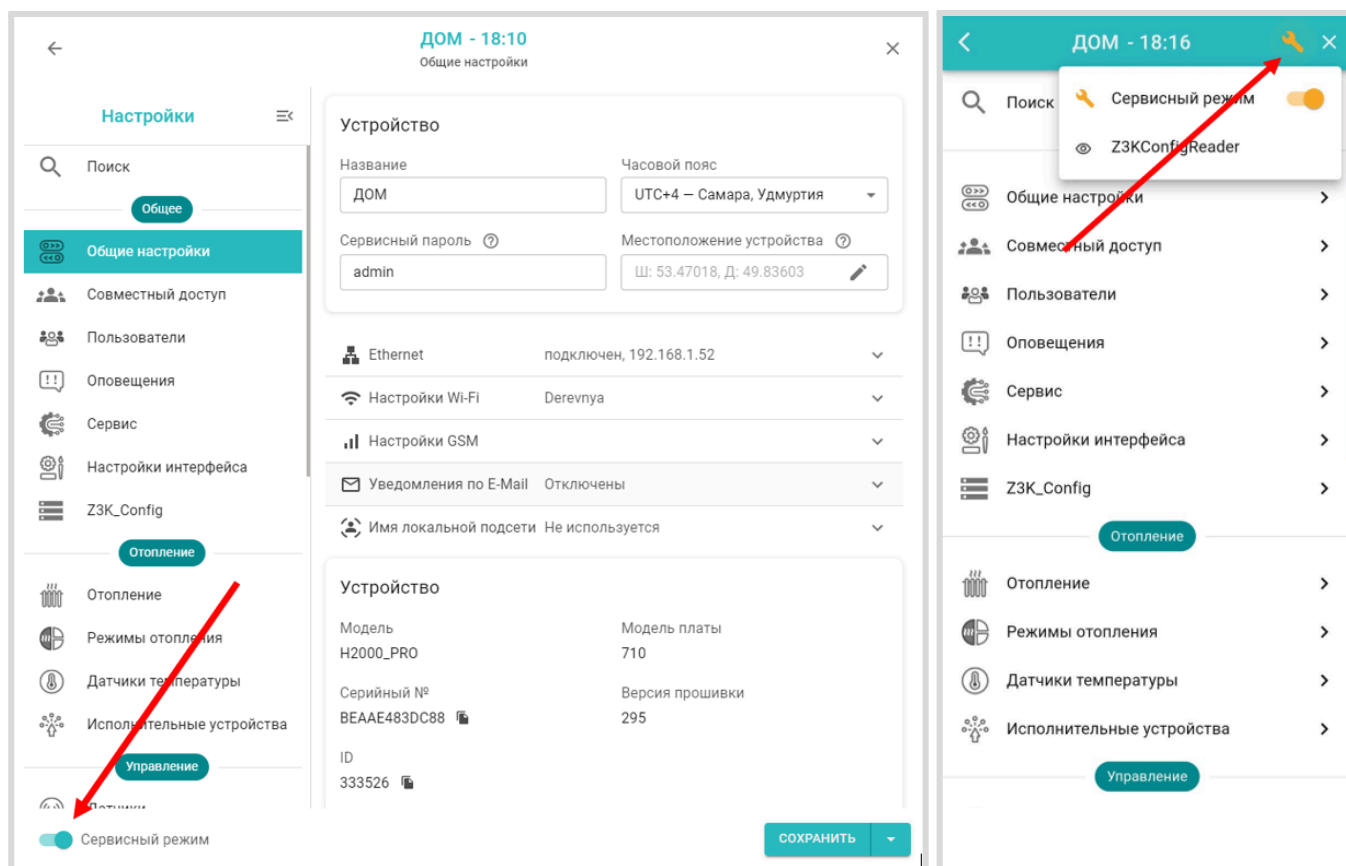 ДОМ - 18:10
Общие настройки
Настройки
Поиск
Общее
Общие настройки
Совместный доступ
Пользователи
Оповещения
Сервис
Настройки интерфейса
Z3K_Config
Отопление
Отопление
Режимы отопления
Датчики температуры
Исполнительные устройства
Управление
Датчики
Сервисный режим
Устройство
Название
Часовой пояс
ДОМ
UTC+4 — Самара, Удмуртия
Сервисный пароль
Местоположение устройства
admin
Ш: 53.47018, Д: 49.83603
Ethernet подключен, 192.168.1.52
Настройки Wi-Fi Derevnya
Настройки GSM
Уведомления по E-Mail Отключены
Имя локальной подсети Не используется
Устройство
Модель
Модель платы
H2000_PRO
710
Серийный №
Версия прошивки
BEAAE483DC88
295
ID
333526
СОХРАНИТЬ
ДОМ - 18:16
Поиск
Сервисный режим
Z3KConfigReader
Общие настройки
Совместный доступ
Пользователи
Оповещения
Сервис
Настройки интерфейса
Z3K_Config
Отопление
Отопление
Режимы отопления
Датчики температуры
Исполнительные устройства
Управление